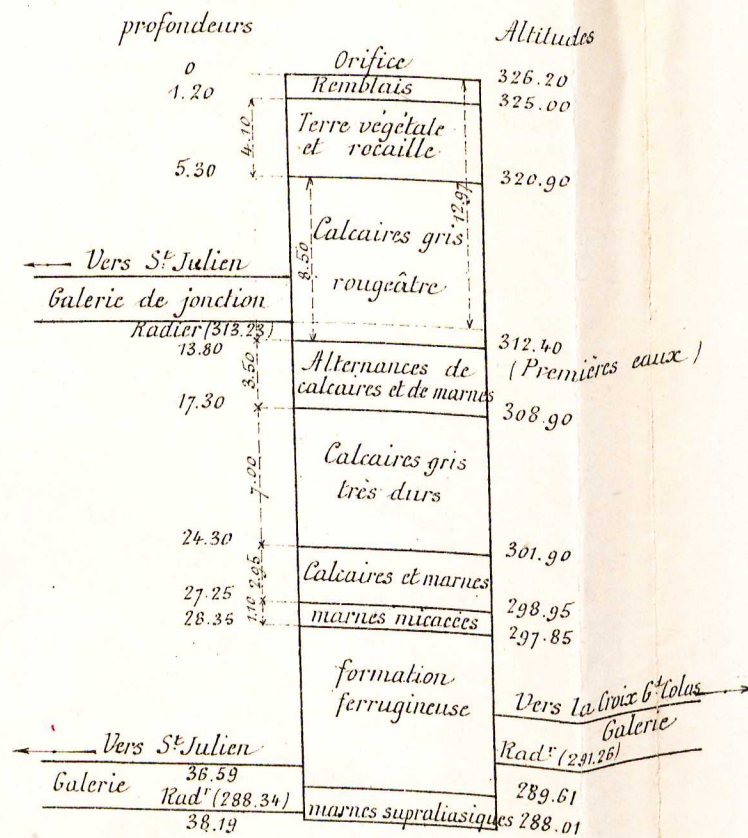 profondeurs
Altitudes
Orifice
0
326.20
Remblais
1.20
325.00
4.10
Terre végétale
et rocaille
5.30
320.90
12.97
8.50
Calcaires gris
rougeâtre
Vers St. Julien
Galerie de jonction
Radier (313.23)
13.80
312.40
(Premières eaux)
3.50
Alternances de
calcaires et de marnes
17.30
308.90
7.00
Calcaires gris
très durs
24.30
301.90
2.95
Calcaires et marnes
27.25
298.95
1.10
marnes micacées
28.35
297.85
formation
ferrugineuse
Vers la Croix Gd. Colas
Galerie
Radr. (291.26)
Vers St. Julien
36.59
Galerie
Radr. (288.34)
38.19
289.61
marnes supraliasiques
288.01